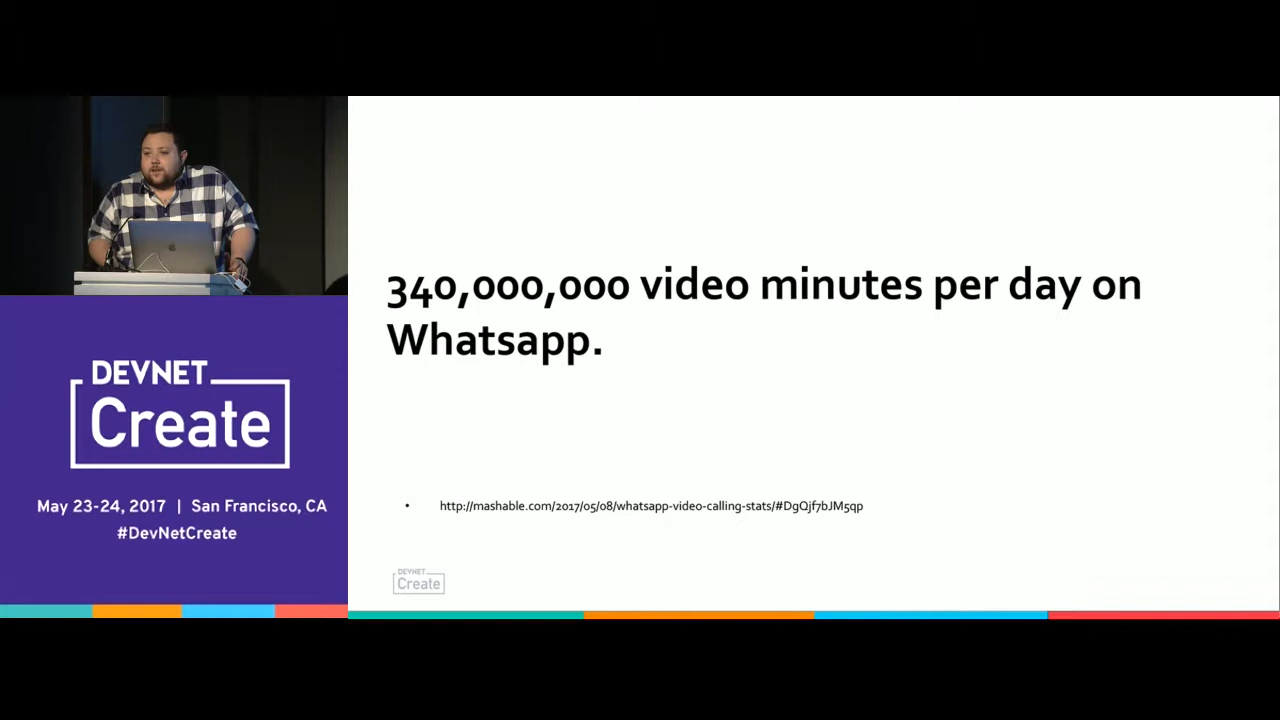 340,000,000 video minutes per day on
Whatsapp.
• http://mashable.com/2017/05/08/whatsapp-video-calling-stats/#DgQjf7bJM5qp
DEVNET
Create
DEVNET
Create
May 23-24, 2017 | San Francisco, CA
#DevNetCreate